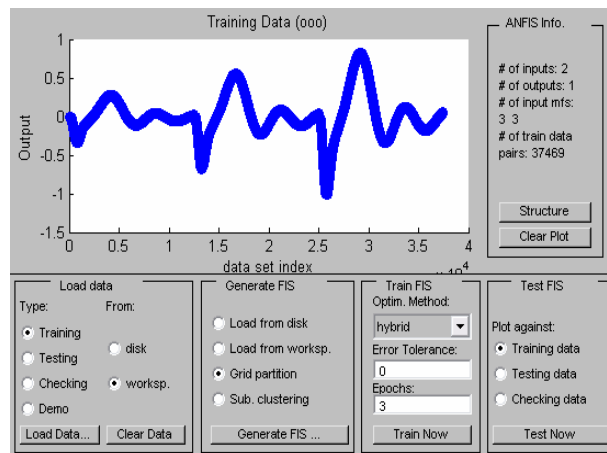 Training Data (ooo)
1
0.5
0
-0.5
-1
-1.5
Output
0
0.5
1
1.5
2
2.5
3
3.5
4
data set index
ANFIS Info.
# of inputs: 2
# of outputs: 1
# of input mfs:
3 3
# of train data
pairs: 37469
Structure
Clear Plot
Load data
Type:
From:
Training
Testing
Checking
Demo
disk
worksp.
Load Data...
Clear Data
Generate FIS
Load from disk
Load from worksp.
Grid partition
Sub. clustering
Generate FIS ...
Train FIS
Optim. Method:
hybrid
Error Tolerance:
0
Epochs:
3
Train Now
Test FIS
Plot against:
Training data
Testing data
Checking data
Test Now